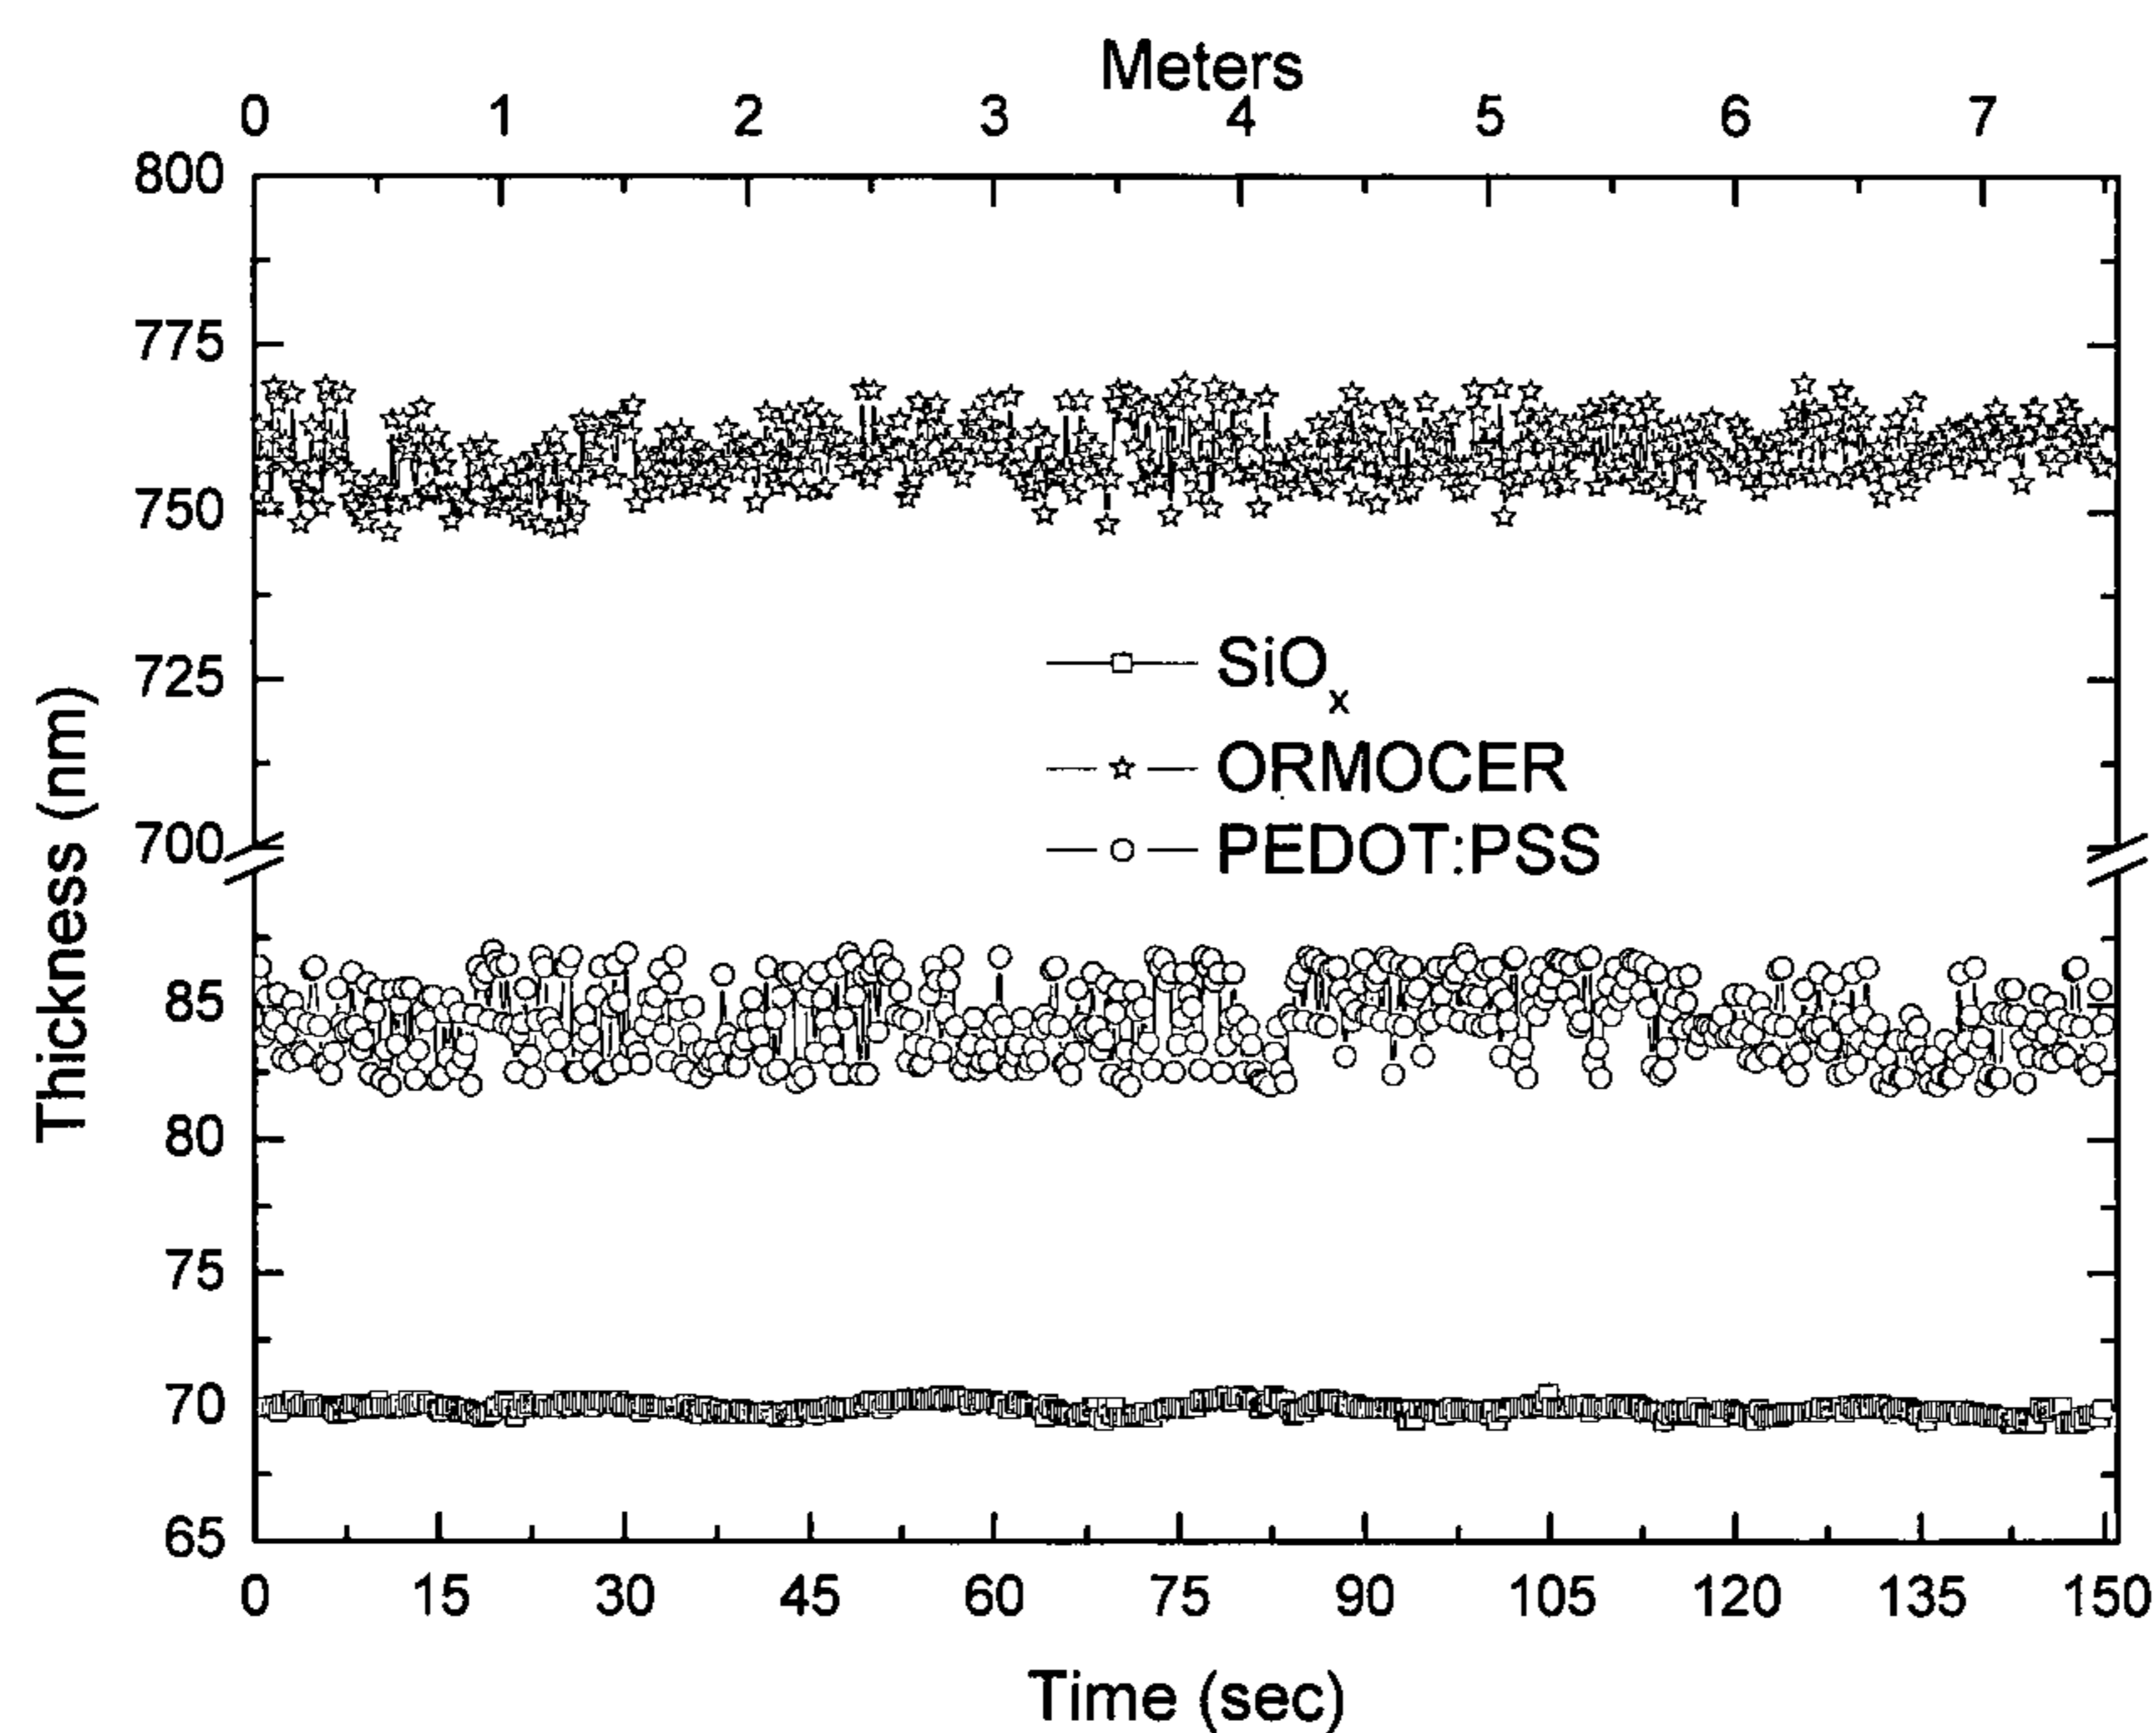 Meters
0 1 2 3 4 5 6 7
800
775
750
725
700
85
80
75
70
65
Thickness (nm)
SiOx
ORMOCER
PEDOT:PSS
0 15 30 45 60 75 90 105 120 135 150
Time (sec)